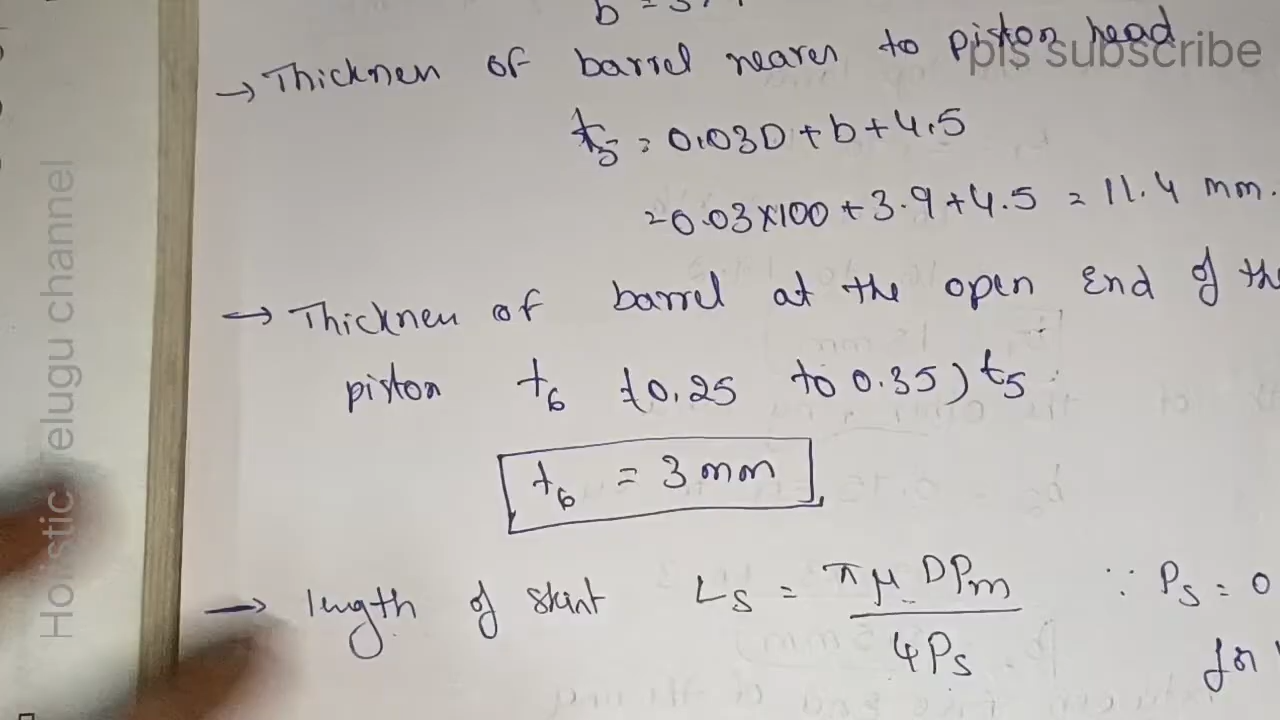 → Thicknen of barrel nearer to piston head
pls subscribe
t5 = 0.03D + b + 4.5
= 0.03×100 + 3.9 + 4.5 = 11.4 mm.
→ Thicknen of barrel at the open End of the
piston t6 (0.25 to 0.35) t5
t6 = 3 mm
→ length of skirt Ls = πμ DPm / 4Ps ∵ Ps = 0
for
Holistic Telugu channel